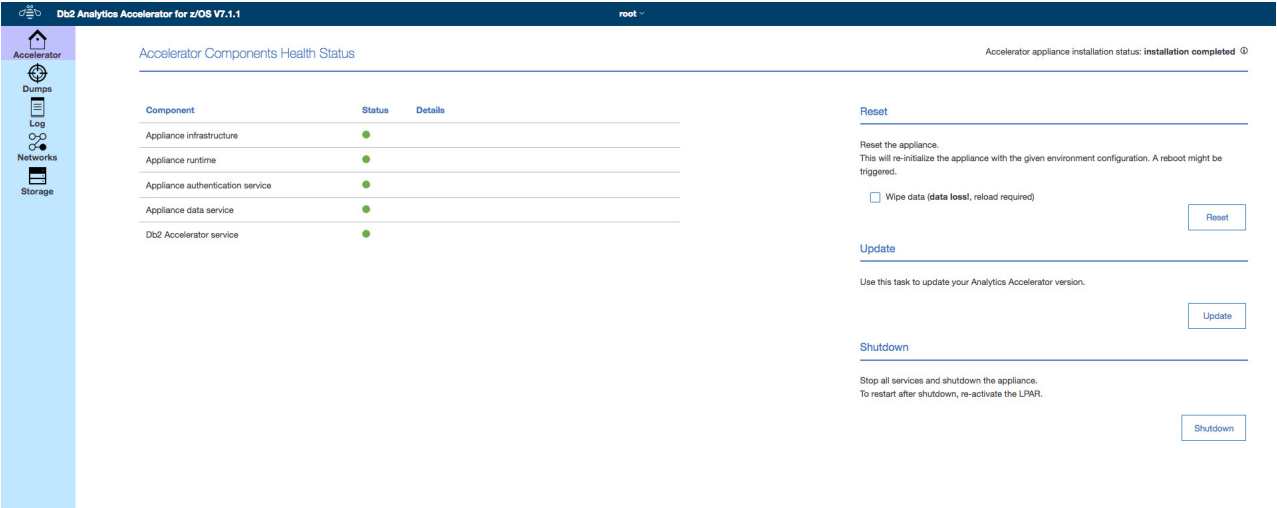 Db2 Analytics Accelerator for z/OS V7.1.1
root
Accelerator
Dumps
Log
Networks
Storage
Accelerator Components Health Status
Accelerator appliance installation status: installation completed
Component Status Details
Appliance infrastructure
Appliance runtime
Appliance authentication service
Appliance data service
Db2 Accelerator service
Reset
Reset the appliance.
This will re-initialize the appliance with the given environment configuration. A reboot might be
triggered.
Wipe data (data loss!, reload required)
Reset
Update
Use this task to update your Analytics Accelerator version.
Update
Shutdown
Stop all services and shutdown the appliance.
To restart after shutdown, re-activate the LPAR.
Shutdown